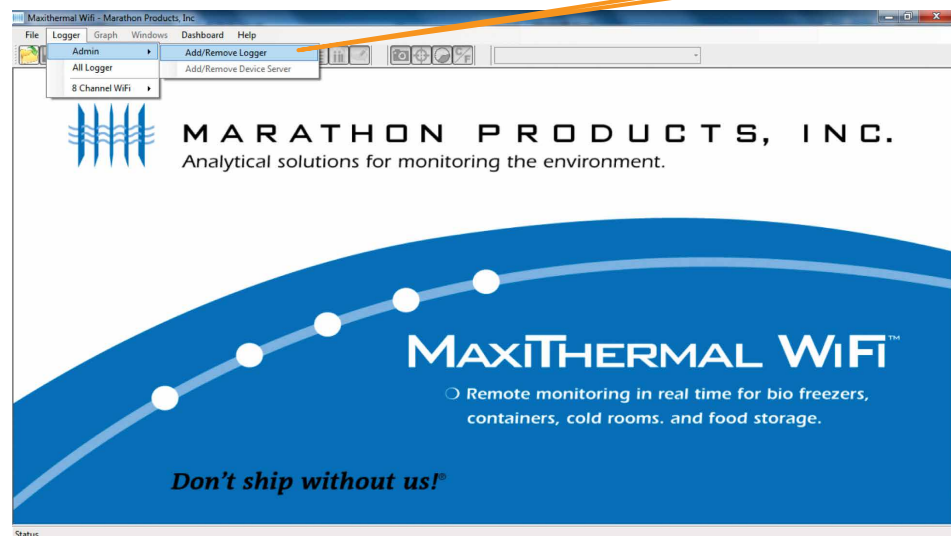 Maxithermal Wifi - Marathon Products, Inc
File Logger Graph Windows Dashboard Help
Admin
Add/Remove Logger
All Logger
Add/Remove Device Server
8 Channel WiFi
°C/°F
MARATHON PRODUCTS, INC.
Analytical solutions for monitoring the environment.
MAXITHERMAL WIFI™
Remote monitoring in real time for bio freezers,
containers, cold rooms. and food storage.
Don't ship without us!®
Status